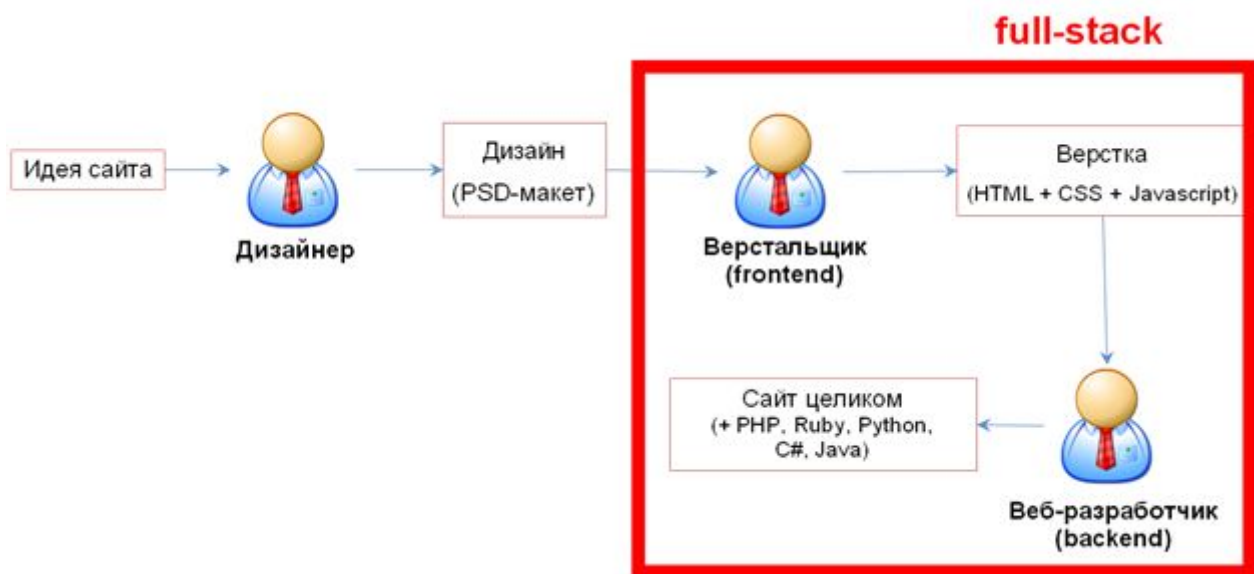 full-stack
Идея сайта
Дизайнер
Дизайн
(PSD-макет)
Верстальщик
(frontend)
Верстка
(HTML + CSS + Javascript)
Веб-разработчик
(backend)
Сайт целиком
(+ PHP, Ruby, Python,
C#, Java)